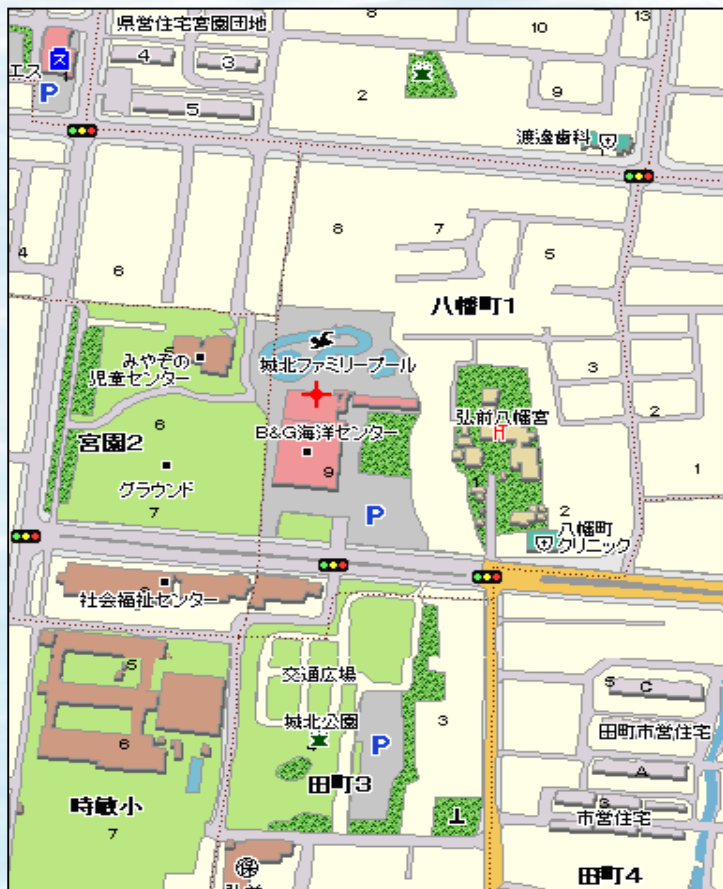 県営住宅宮園団地
8
13
10
4
3
エス
ス
P
2
9
5
渡邉歯科
4
6
8
7
5
八幡町1
みやぞの
児童センター
城北ファミリープール
3
弘前八幡宮
2
6
B&G海洋センター
宮園2
9
グラウンド
7
P
1
1
2
八幡町
クリニック
社会福祉センター
交通広場
5
5
C
3
城北公園
田町市営住宅
P
6
A
田町3
時敏小
3
市営住宅
7
保
田町4